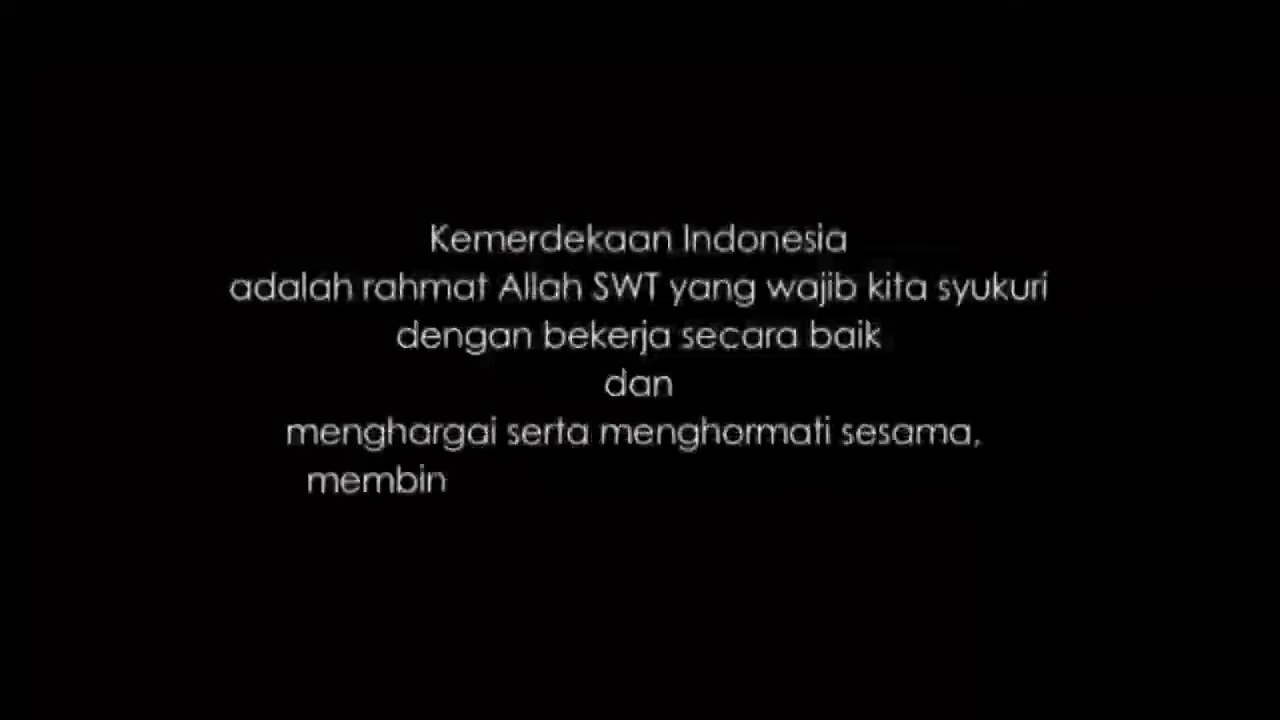 Kemerdekaan Indonesia
adalah rahmat Allah SWT yang wajib kita syukuri
dengan bekerja secara baik
dan
menghargai serta menghormati sesama,
membin